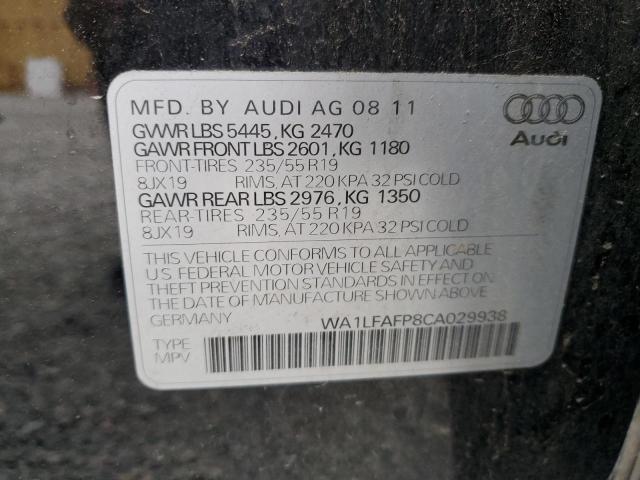 MFD. BY AUDI AG 08 11
GVWR LBS 5445, KG 2470
GAWR FRONT LBS 2601, KG 1180
FRONT-TIRES 235/55 R19
8JX19 RIMS, AT 220 KPA 32 PSI COLD
GAWR REAR LBS 2976, KG 1350
REAR-TIRES 235/55 R19
8JX19 RIMS, AT 220 KPA 32 PSI COLD
THIS VEHICLE CONFORMS TO ALL APPLICABLE
U.S. FEDERAL MOTOR VEHICLE SAFETY AND
THEFT PREVENTION STANDARDS IN EFFECT ON
THE DATE OF MANUFACTURE SHOWN ABOVE
GERMANY WA1LFAFP8CA029938
TYPE
MPV
Audi